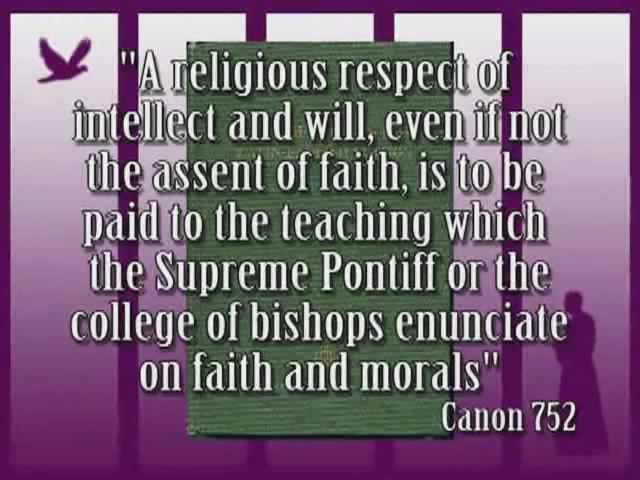 "A religious respect of
intellect and will, even if not
the assent of faith, is to be
paid to the teaching which
the Supreme Pontiff or the
college of bishops enunciate
on faith and morals"
Canon 752